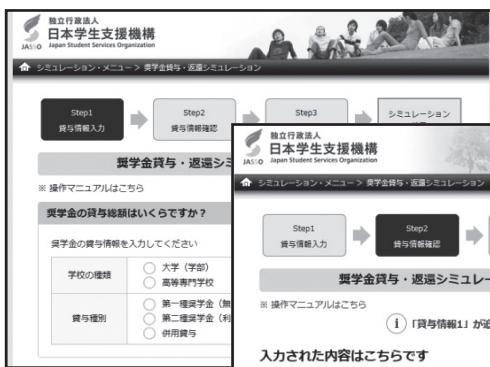 独立行政法人
日本学生支援機構
JASSO Japan Student Services Organization
シミュレーション・メニュー > 奨学金貸与・返還シミュレーション
Step1
貸与情報入力
Step2
貸与情報確認
Step3
シミュレーション
奨学金貸与・返還シミ
※ 操作マニュアルはこちら
奨学金の貸与総額はいくらですか？
奨学金の貸与情報を入力してください
学校の種類
大学（学部）
高等専門学校
貸与種別
第一種奨学金（無
第二種奨学金（利
併用貸与
独立行政法人
日本学生支援機構
JASSO Japan Student Services Organization
シミュレーション・メニュー > 奨学金貸与・返還シミュレーション
Step1
貸与情報入力
Step2
貸与情報確認
奨学金貸与・返還シミュレー
※ 操作マニュアルはこちら
i 「貸与情報1」が追
入力された内容はこちらです